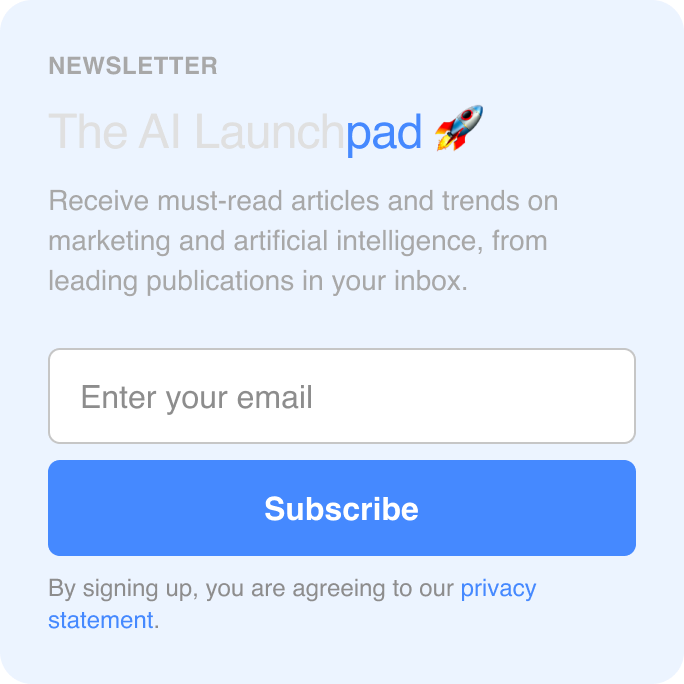 NEWSLETTER
The AI Launchpad 🚀
Receive must-read articles and trends on
marketing and artificial intelligence, from
leading publications in your inbox.
Enter your email
Subscribe
By signing up, you are agreeing to our privacy
statement.